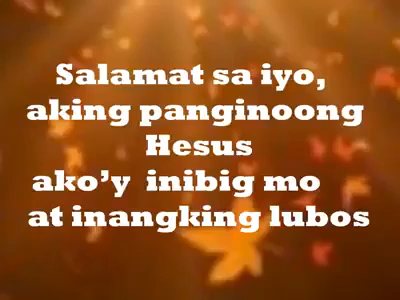 Salamat sa iyo,
aking panginoong
Hesus
ako’y inibig mo
at inangking lubos